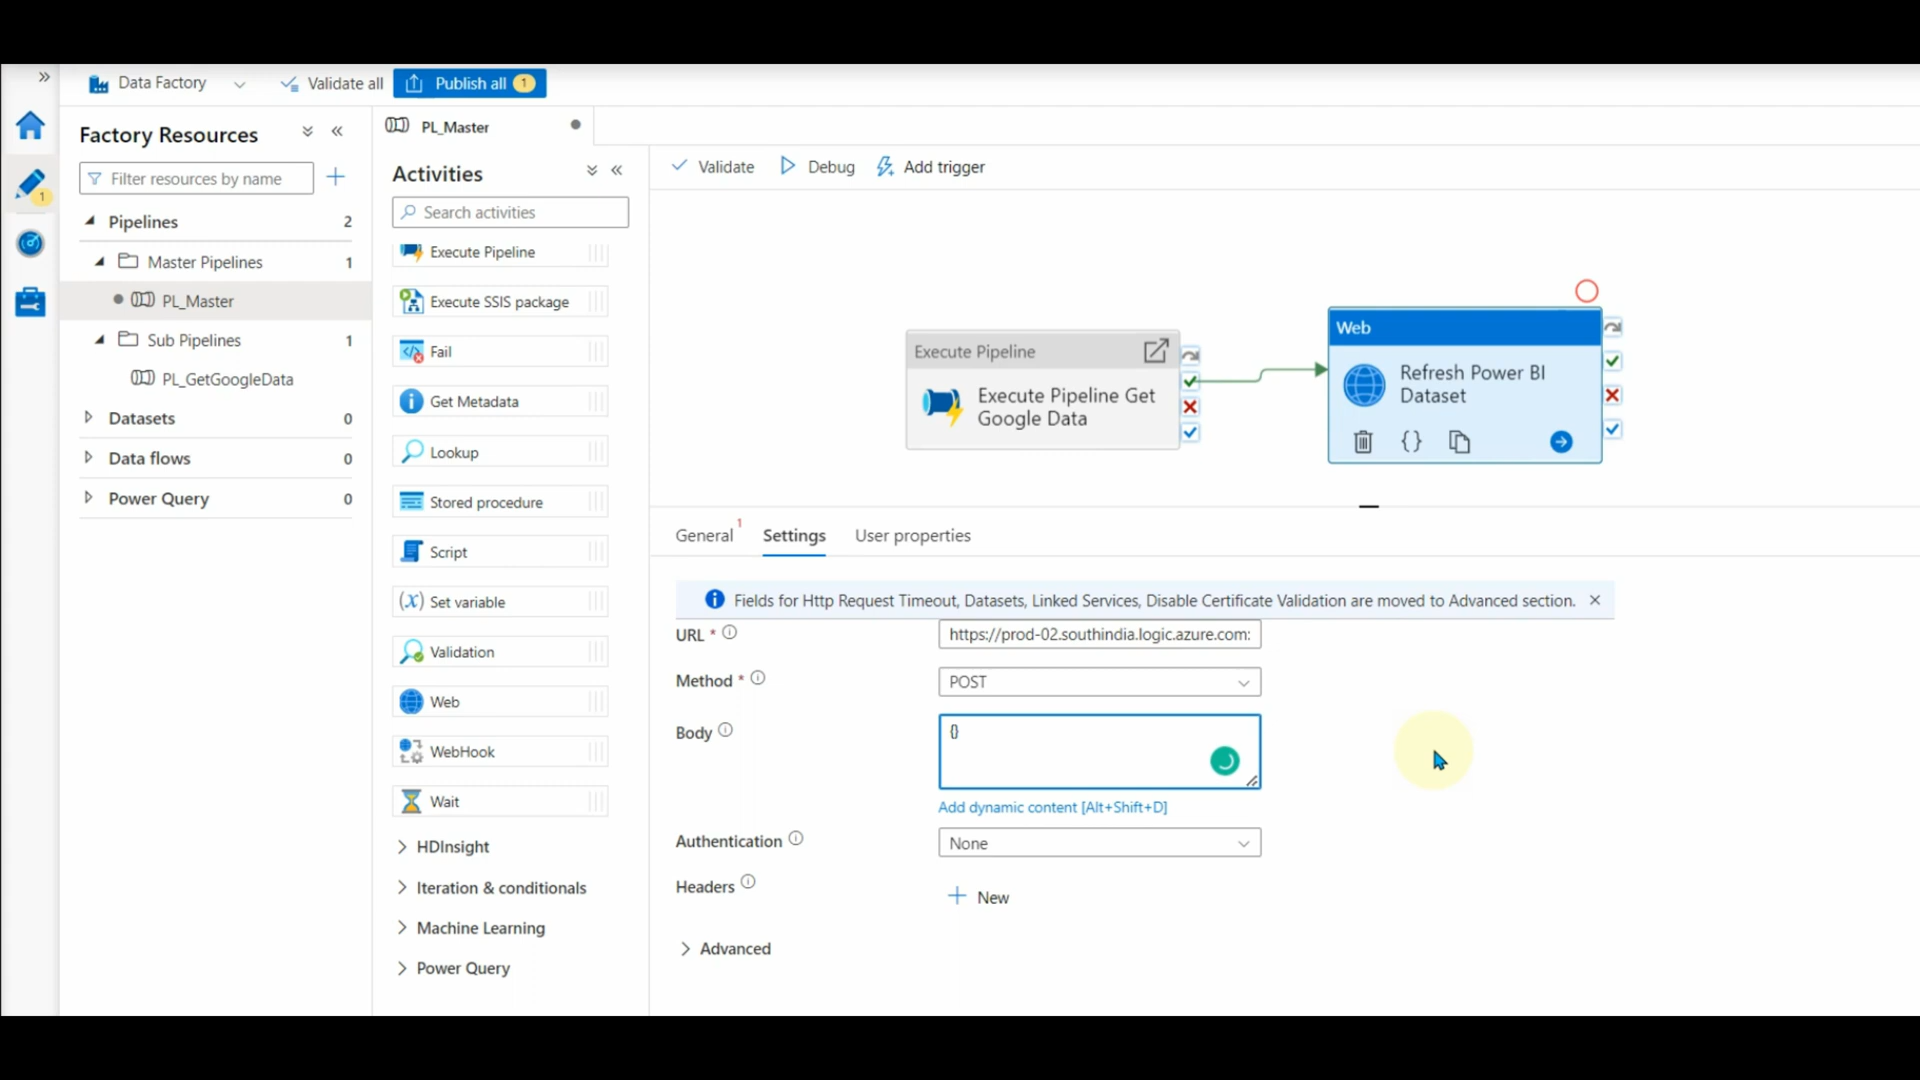 Data Factory
Validate all
Publish all 1
Factory Resources
Filter resources by name
1
Pipelines 2
Master Pipelines 1
PL_Master
Sub Pipelines 1
PL_GetGoogleData
Datasets 0
Data flows 0
Power Query 0
PL_Master
Activities
Search activities
Execute Pipeline
Execute SSIS package
Fail
Get Metadata
Lookup
Stored procedure
Script
(x) Set variable
Validation
Web
WebHook
Wait
HDInsight
Iteration & conditionals
Machine Learning
Power Query
Validate
Debug
Add trigger
Execute Pipeline
Execute Pipeline Get
Google Data
Web
Refresh Power BI
Dataset
{}
General 1
Settings
User properties
Fields for Http Request Timeout, Datasets, Linked Services, Disable Certificate Validation are moved to Advanced section.
URL *
https://prod-02.southindia.logic.azure.com:
Method *
POST
Body
{}
Add dynamic content [Alt+Shift+D]
Authentication
None
Headers
New
Advanced